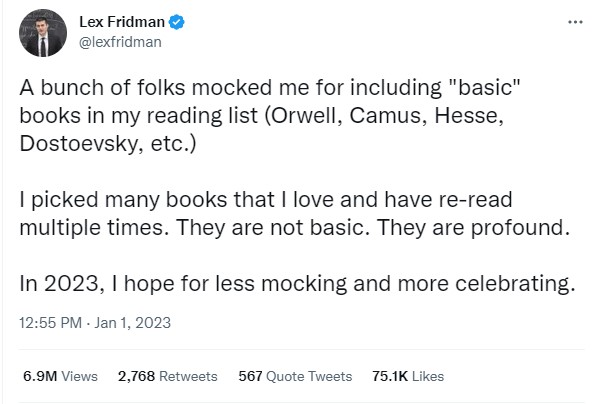 Lex Fridman
@lexfridman
A bunch of folks mocked me for including "basic"
books in my reading list (Orwell, Camus, Hesse,
Dostoevsky, etc.)
I picked many books that I love and have re-read
multiple times. They are not basic. They are profound.
In 2023, I hope for less mocking and more celebrating.
12:55 PM · Jan 1, 2023
6.9M Views 2,768 Retweets 567 Quote Tweets 75.1K Likes